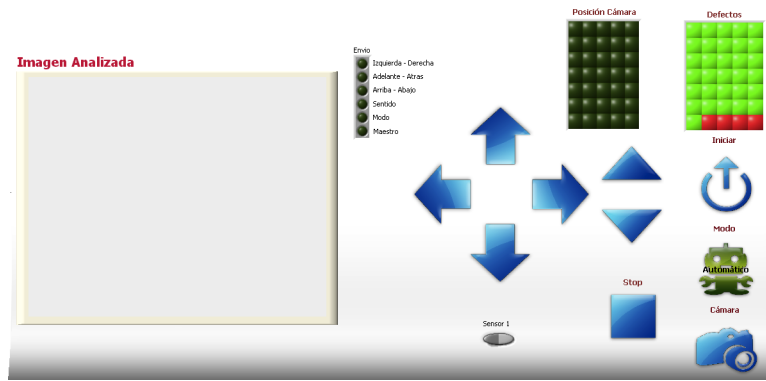 Posición Cámara
Defectos
Imagen Analizada
Envio
Izquierda - Derecha
Adelante - Atras
Arriba - Abajo
Sentido
Modo
Maestro
Iniciar
Modo
Automático
Stop
Cámara
Sensor 1